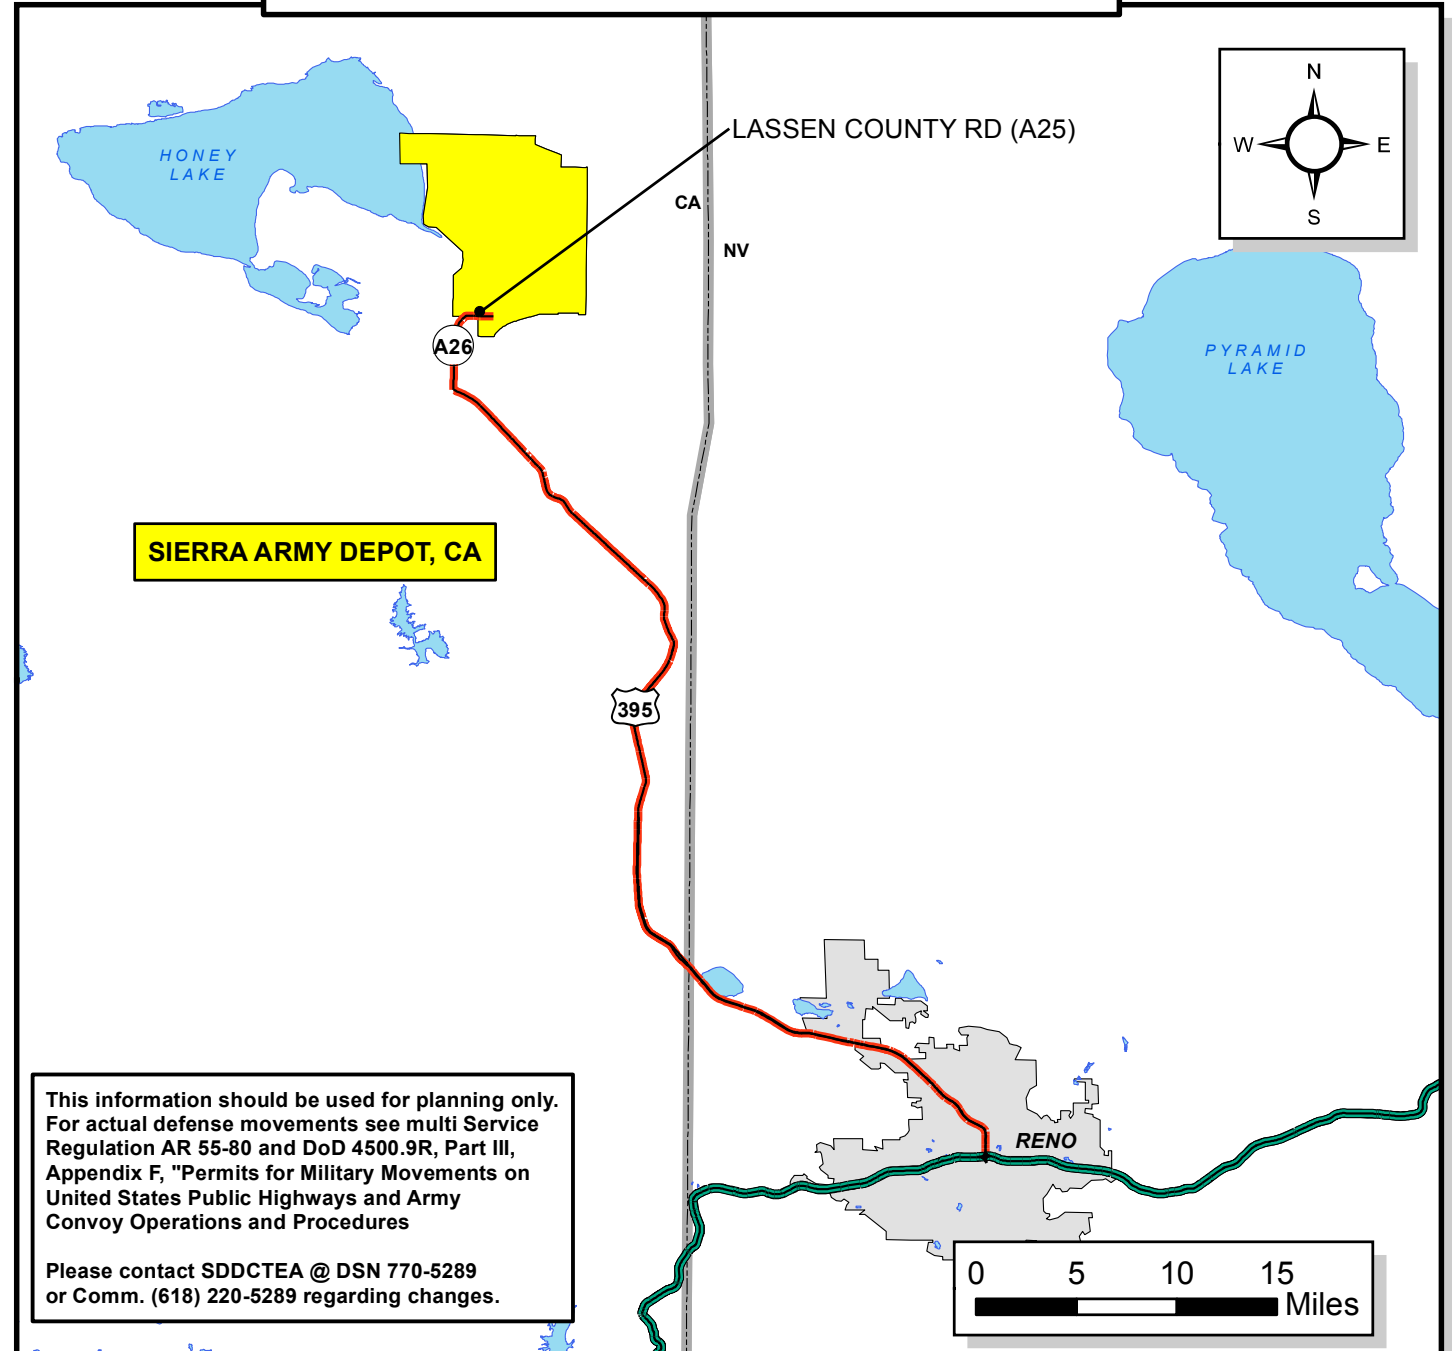 N
W E
S
LASSEN COUNTY RD (A25)
HONEY
LAKE
CA
NV
A26
PYRAMID
LAKE
SIERRA ARMY DEPOT, CA
395
RENO
This information should be used for planning only.
For actual defense movements see multi Service
Regulation AR 55-80 and DoD 4500.9R, Part III,
Appendix F, "Permits for Military Movements on
United States Public Highways and Army
Convoy Operations and Procedures
Please contact SDDCTEA @ DSN 770-5289
or Comm. (618) 220-5289 regarding changes.
0 5 10 15
Miles